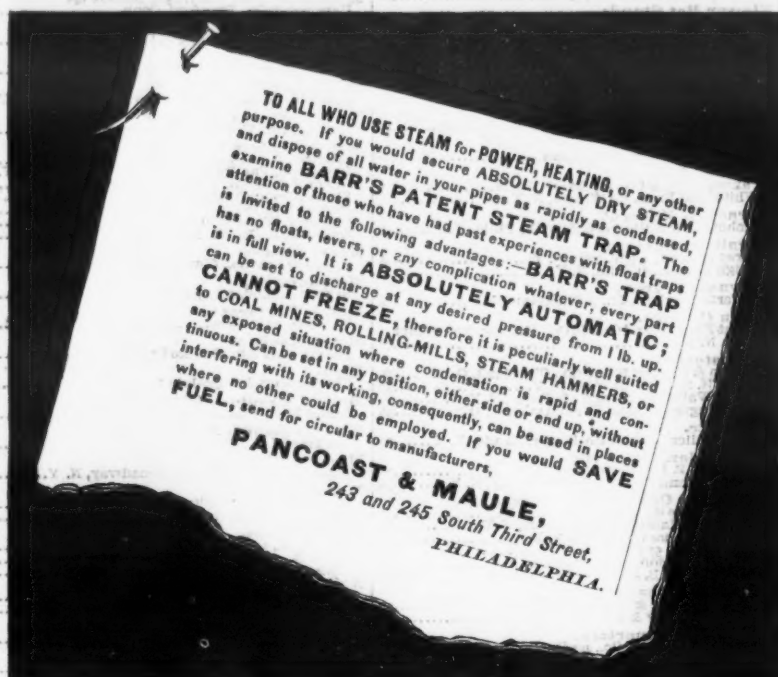 TO ALL WHO USE STEAM for POWER, HEATING, or any other
purpose. If you would secure ABSOLUTELY DRY STEAM,
and dispose of all water in your pipes as rapidly as condensed,
examine BARR'S PATENT STEAM TRAP. The
attention of those who have had past experiences with float traps
is invited to the following advantages:—BARR'S TRAP
has no floats, levers, or any complication whatever, every part
is in full view. It is ABSOLUTELY AUTOMATIC;
can be set to discharge at any desired pressure from 1 lb. up.
CANNOT FREEZE, therefore it is peculiarly well suited
to COAL MINES, ROLLING-MILLS, STEAM HAMMERS, or
any exposed situation where condensation is rapid and con-
tinuous. Can be set in any position, either side or end up, without
interfering with its working, consequently, can be used in places
where no other could be employed. If you would SAVE
FUEL, send for circular to manufacturers,
PANCOAST & MAULE,
243 and 245 South Third Street,
PHILADELPHIA.